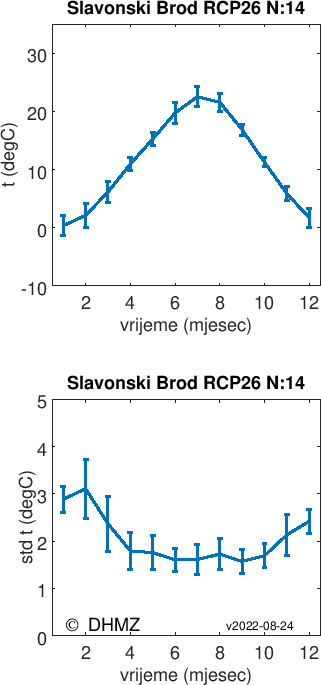 Slavonski Brod RCP26 N:14
30
20
10
0
-10
t (degC)
2 4 6 8 10 12
vrijeme (mjesec)
Slavonski Brod RCP26 N:14
5
4
3
2
1
0
std t (degC)
© DHMZ v2022-08-24
2 4 6 8 10 12
vrijeme (mjesec)